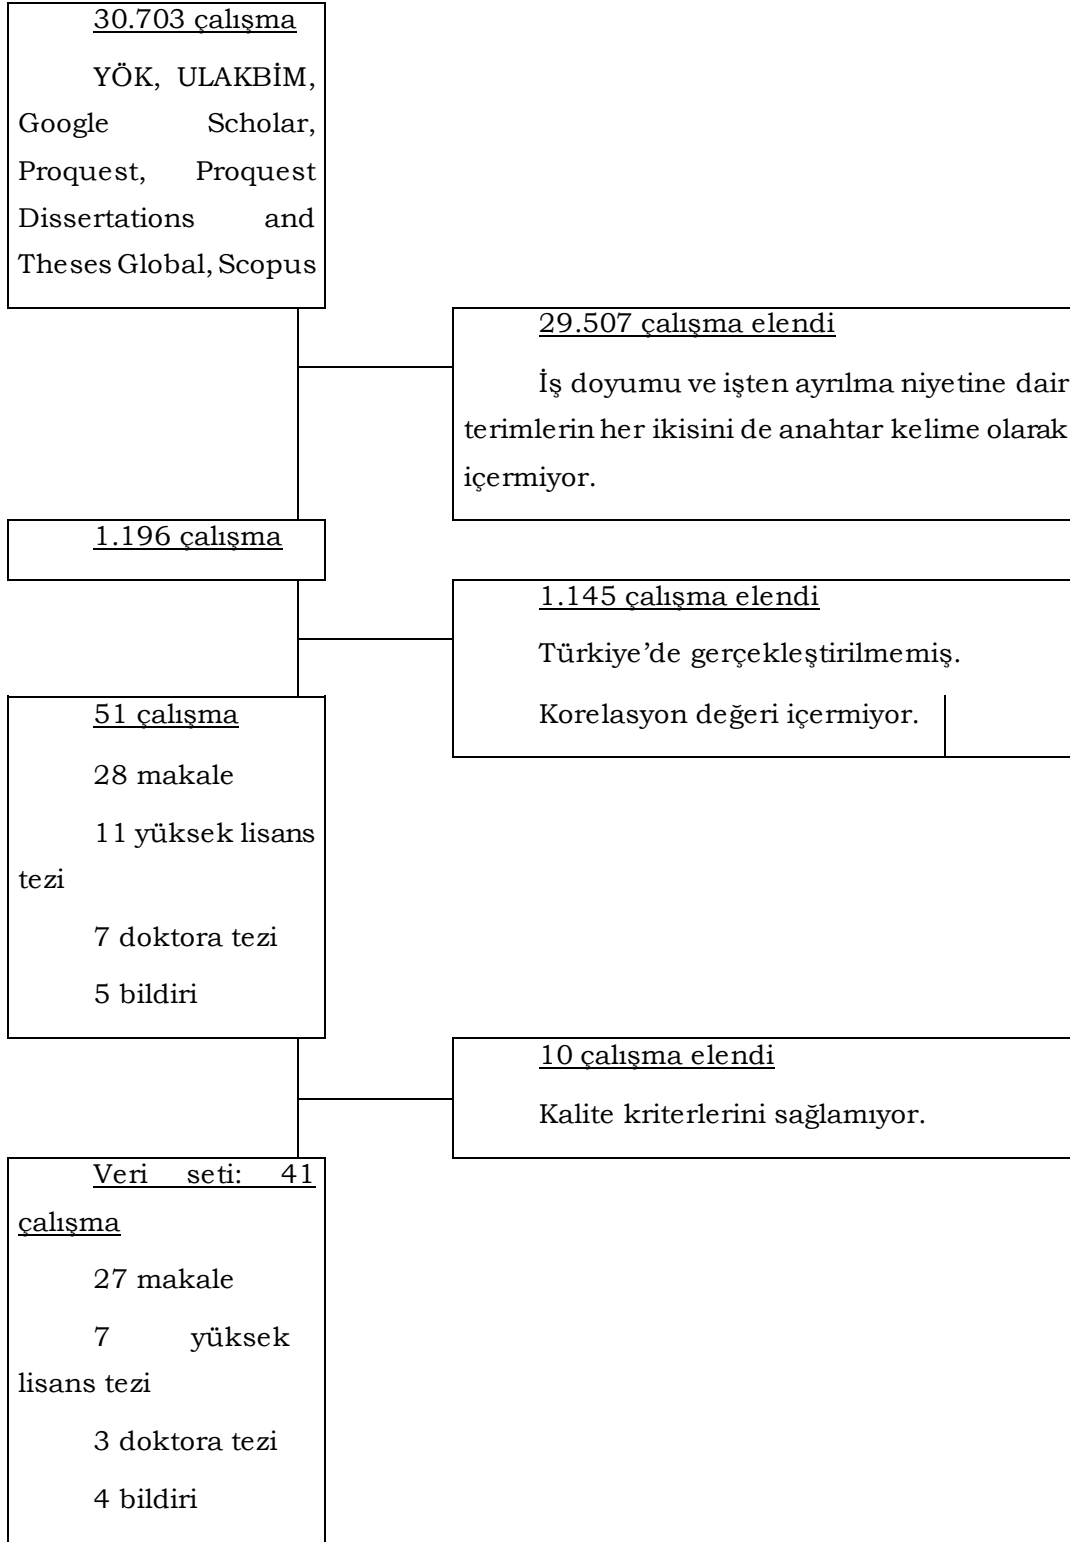 30.703 çalışma
YÖK, ULAKBİM,
Google Scholar,
Proquest, Proquest
Dissertations and
Theses Global, Scopus
29.507 çalışma elendi
İş doyumu ve işten ayrılma niyetine dair
terimlerin her ikisini de anahtar kelime olarak
içermiyor.
1.196 çalışma
1.145 çalışma elendi
Türkiye’de gerçekleştirilmemiş.
Korelasyon değeri içermiyor.
51 çalışma
28 makale
11 yüksek lisans
tezi
7 doktora tezi
5 bildiri
10 çalışma elendi
Kalite kriterlerini sağlamıyor.
Veri seti: 41
çalışma
27 makale
7 yüksek
lisans tezi
3 doktora tezi
4 bildiri